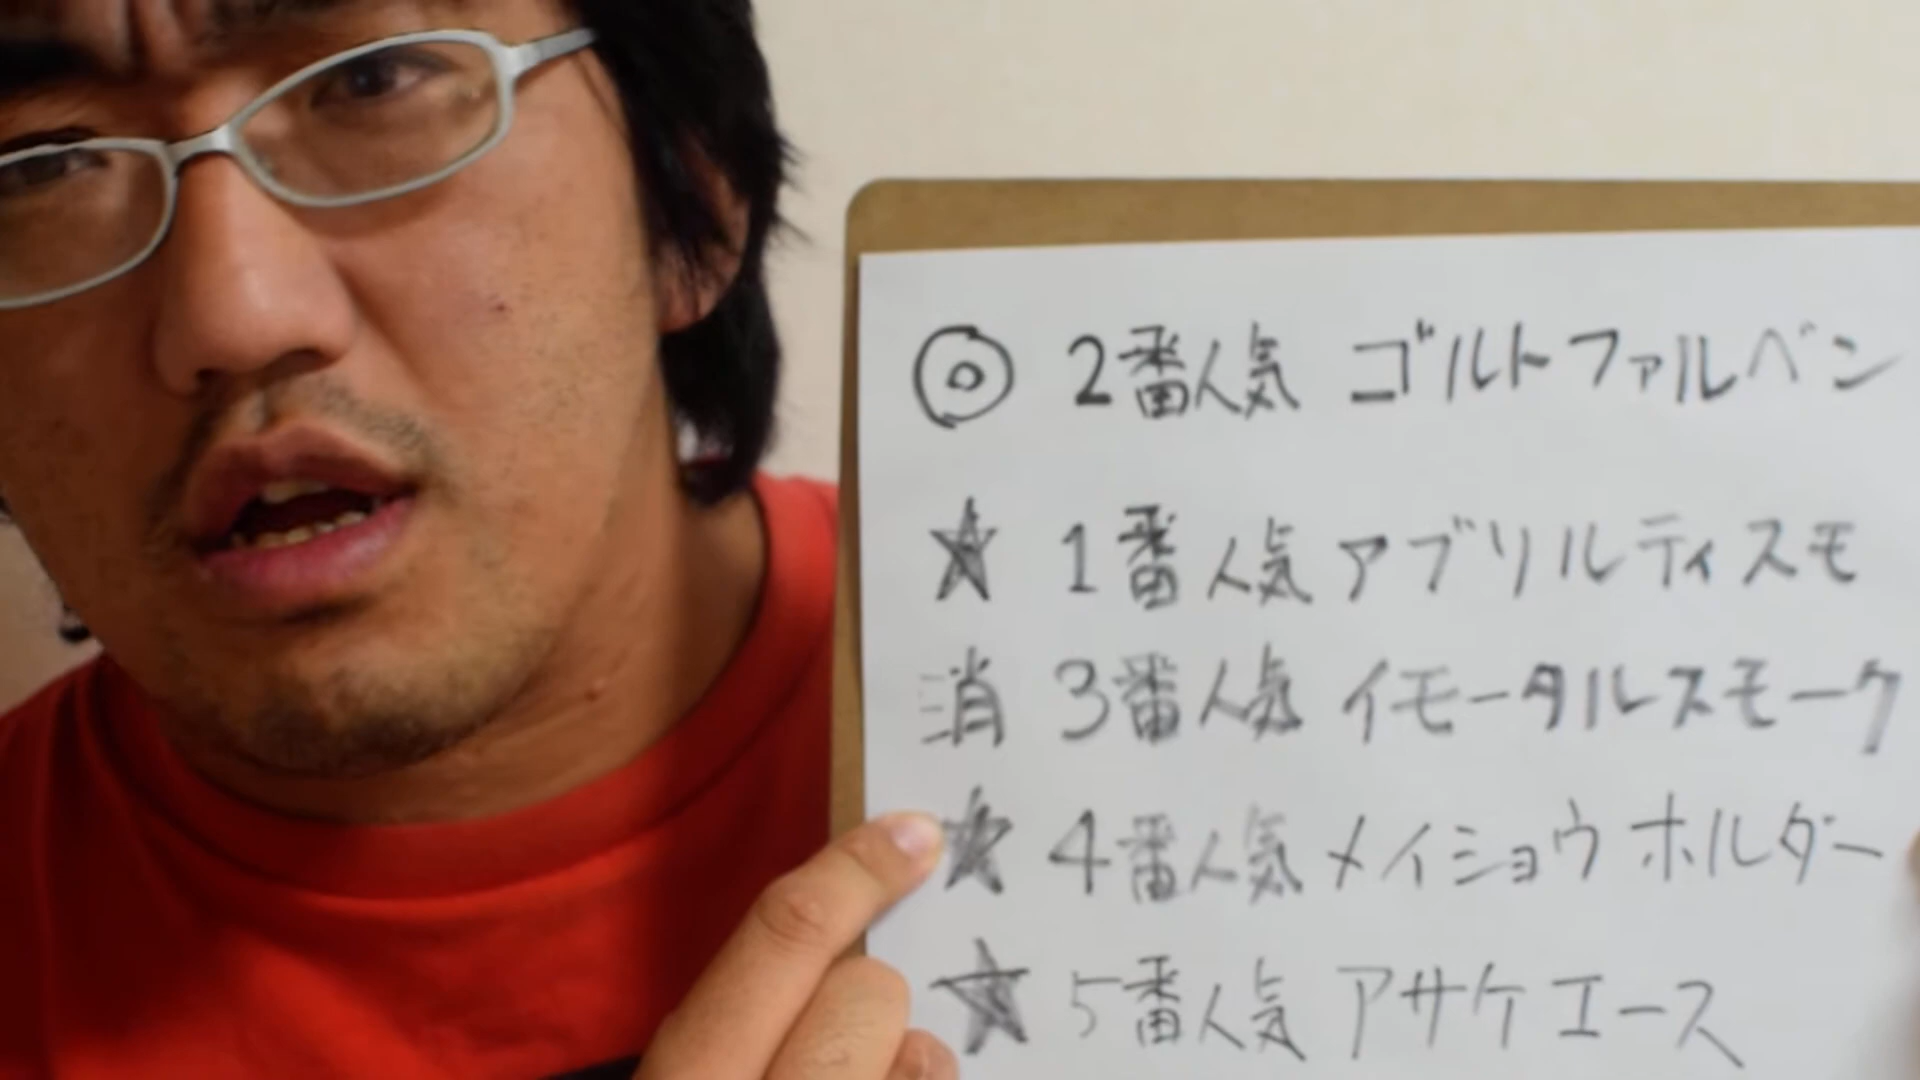 ◎ 2番人気 ゴルトファルベン
★ 1番人気 アブリルティスモ
消 3番人気 イモータルスモーク
★ 4番人気 メイショウホルダー
★ 5番人気 アサケエース